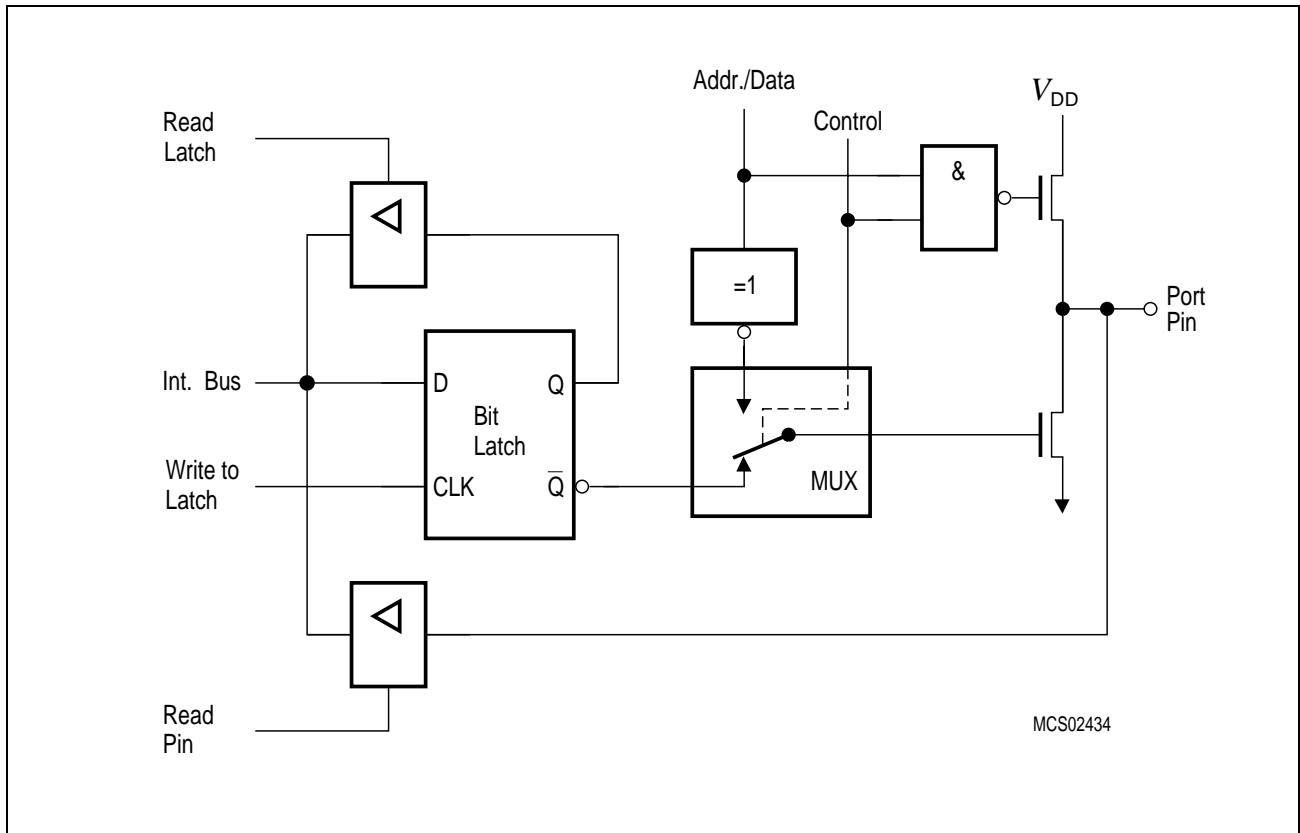 Addr./Data
V_DD
Control
Read
Latch
&
=1
Port
Pin
Int. Bus
D
Q
Bit
Latch
Write to
Latch
CLK
Q̅
MUX
Read
Pin
MCS02434